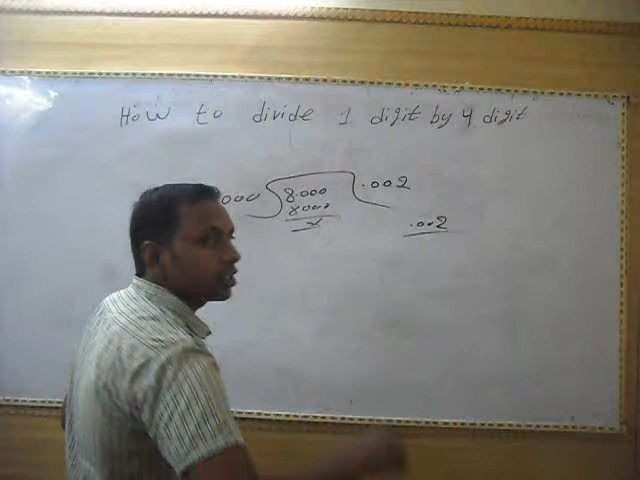 How to divide 1 digit by 4 digit
000 8.000 .002
8000
.002